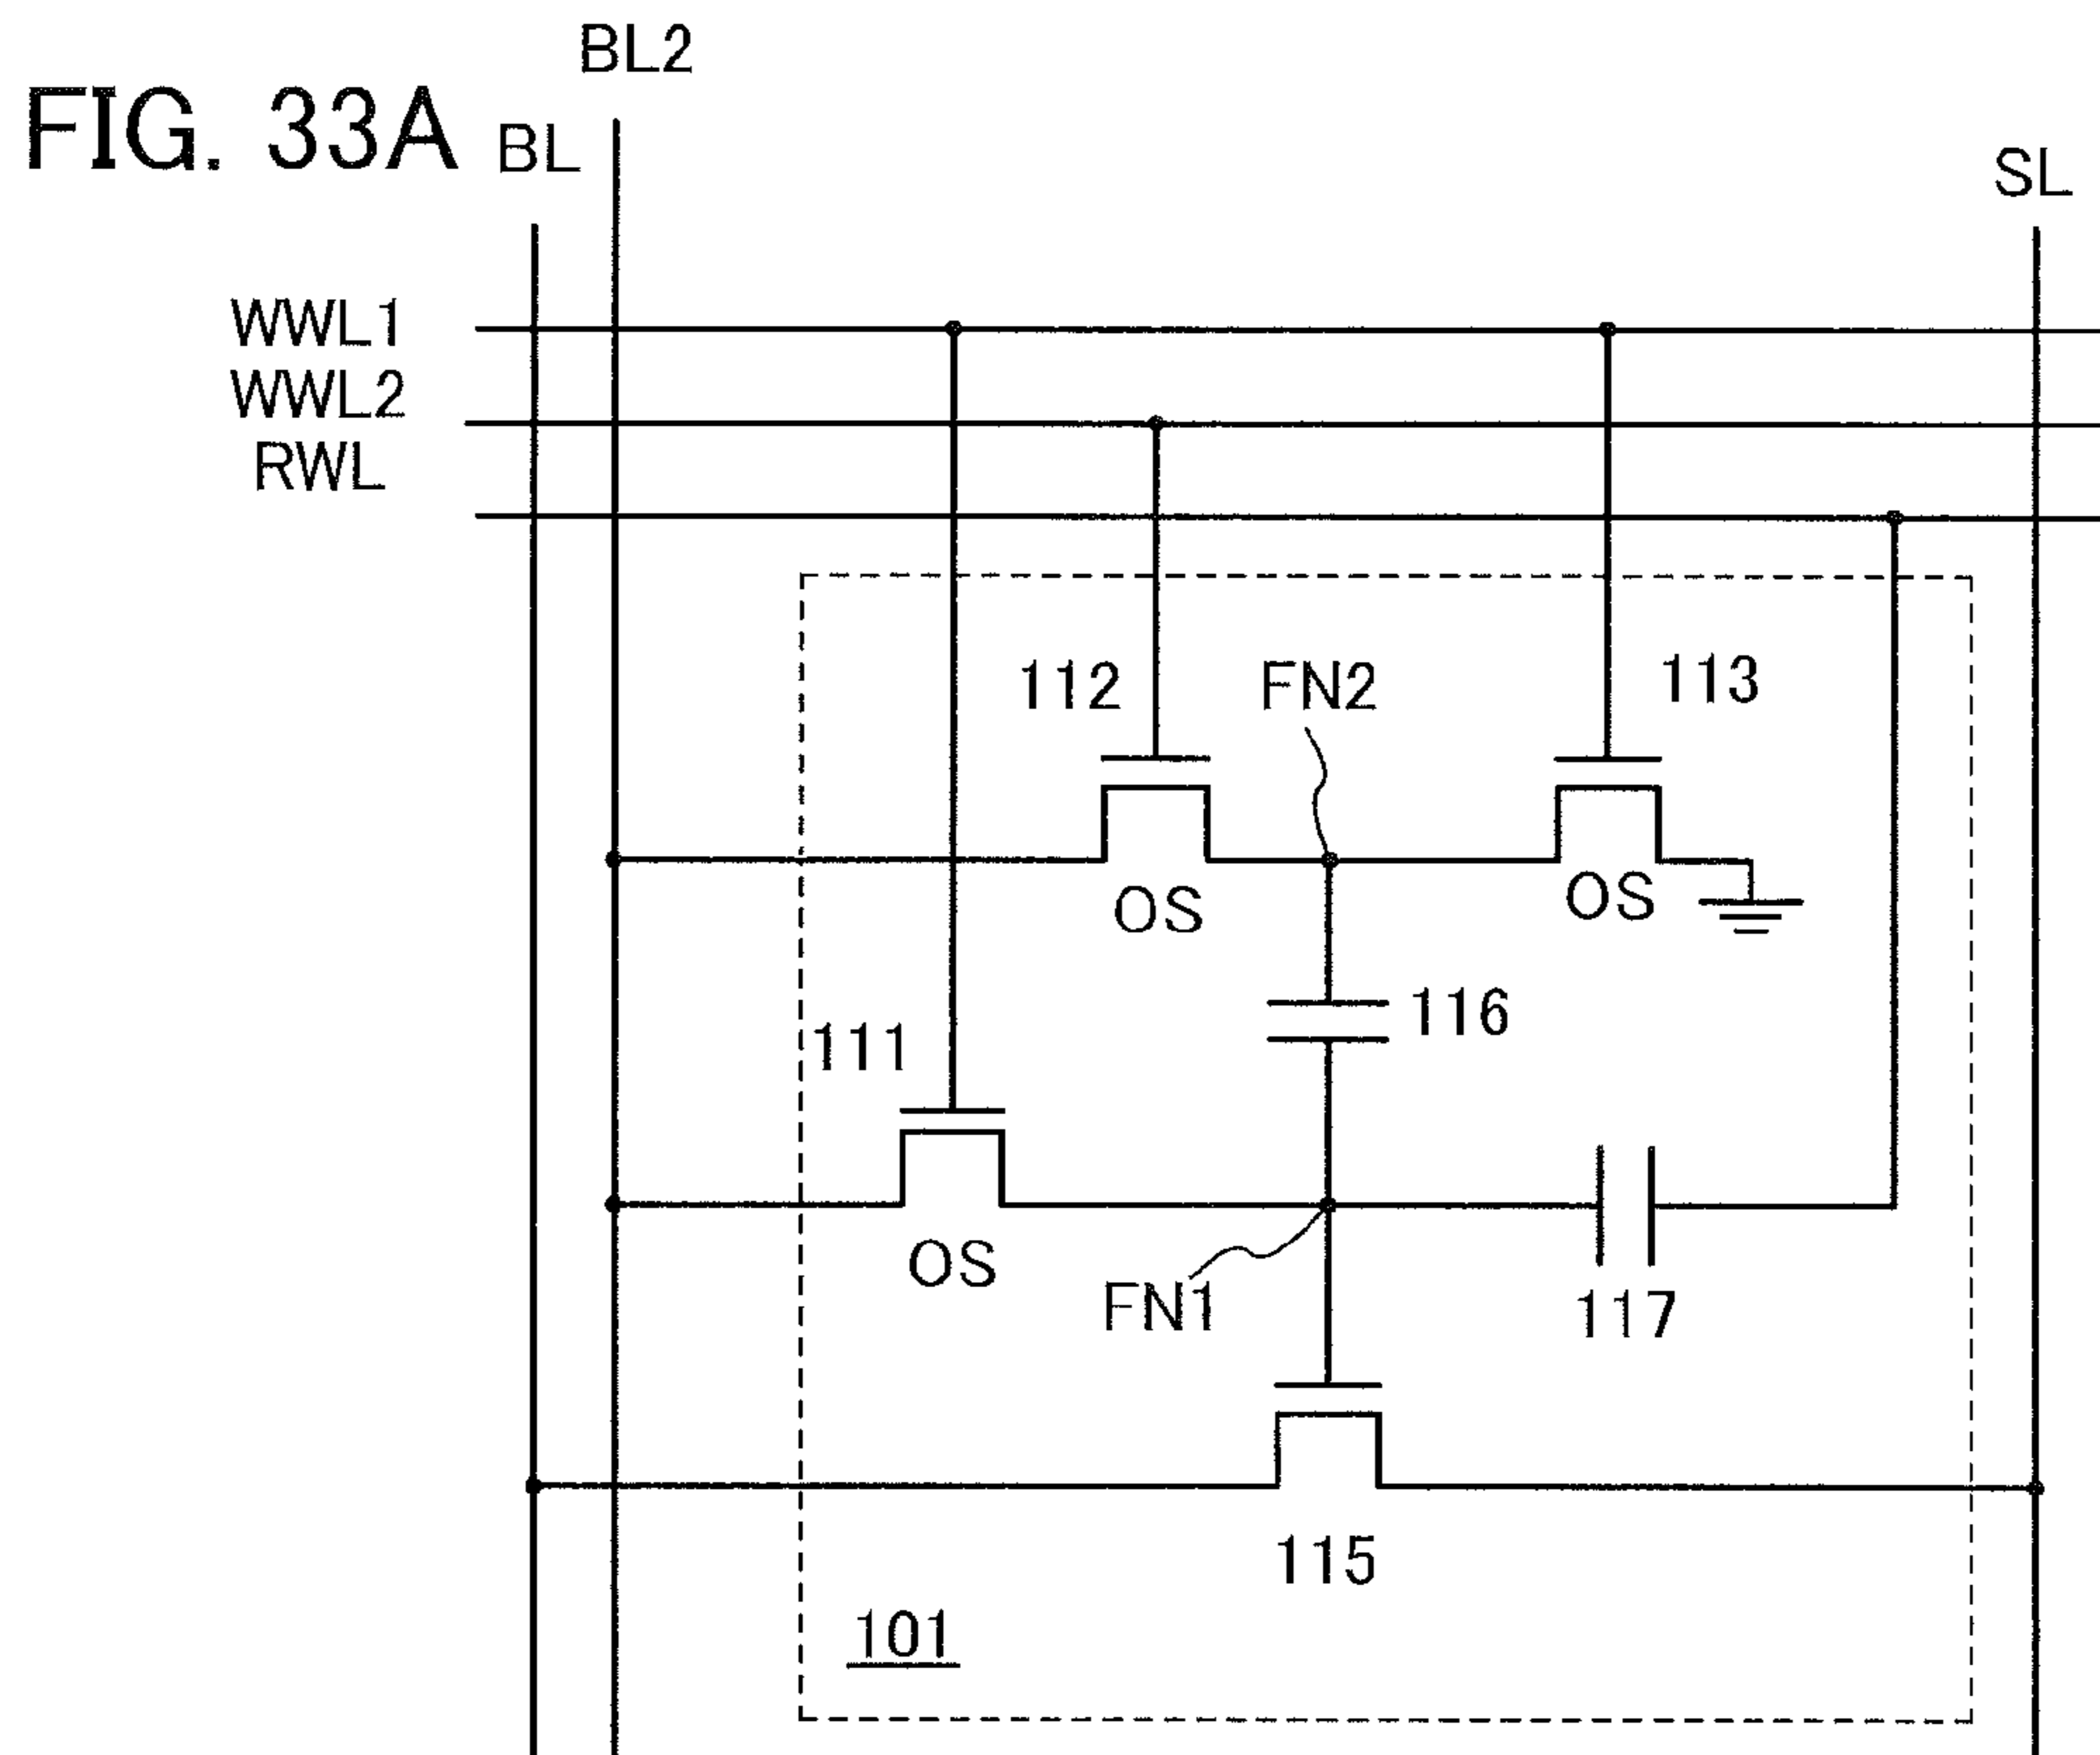 BL2
FIG. 33A
BL
SL
WWL1
WWL2
RWL
112
FN2
113
OS
OS
116
111
OS
FN1
117
115
101